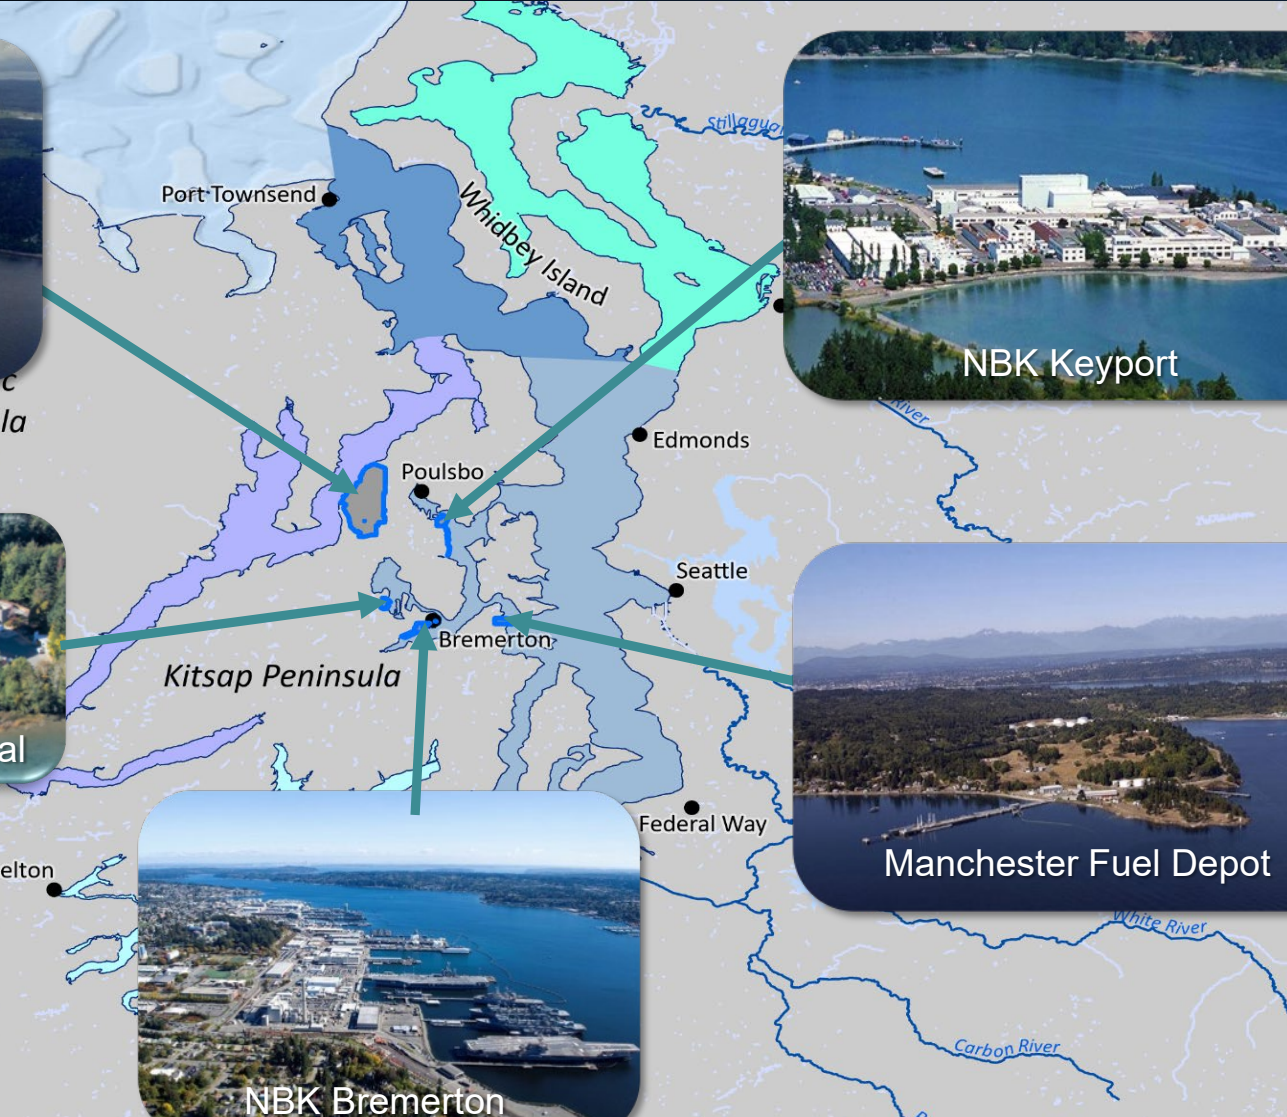 Stillagua
Port Townsend
Whidbey Island
NBK Keyport
c
la
River
Edmonds
Poulsbo
Seattle
Bremerton
Kitsap Peninsula
al
Federal Way
Manchester Fuel Depot
elton
White River
Carbon River
NBK Bremerton